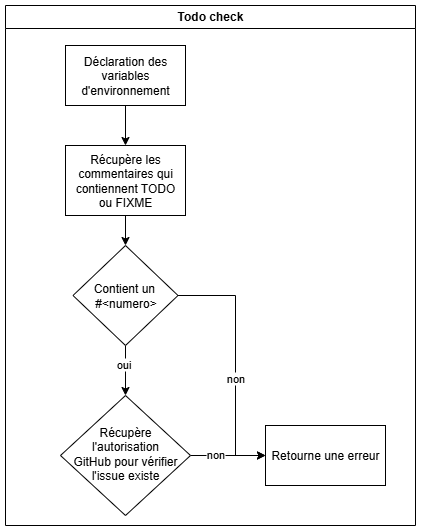 Todo check
Déclaration des
variables
d'environnement
Récupère les
commentaires qui
contiennent TODO
ou FIXME
Contient un
#<numero>
oui
non
Récupère
l'autorisation
GitHub pour vérifier
l'issue existe
non
Retourne une erreur